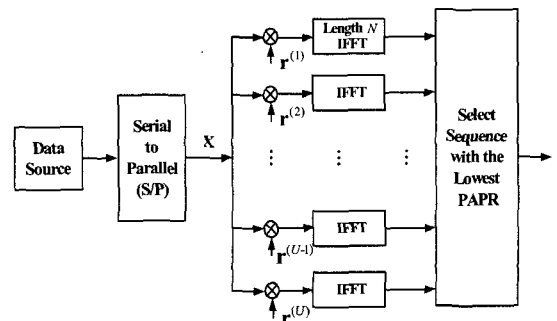 Data
Source
Serial
to
Parallel
(S/P)
X
r^(1)
Length N
IFFT
r^(2)
IFFT
r^(U-1)
IFFT
r^(U)
IFFT
Select
Sequence
with the
Lowest
PAPR